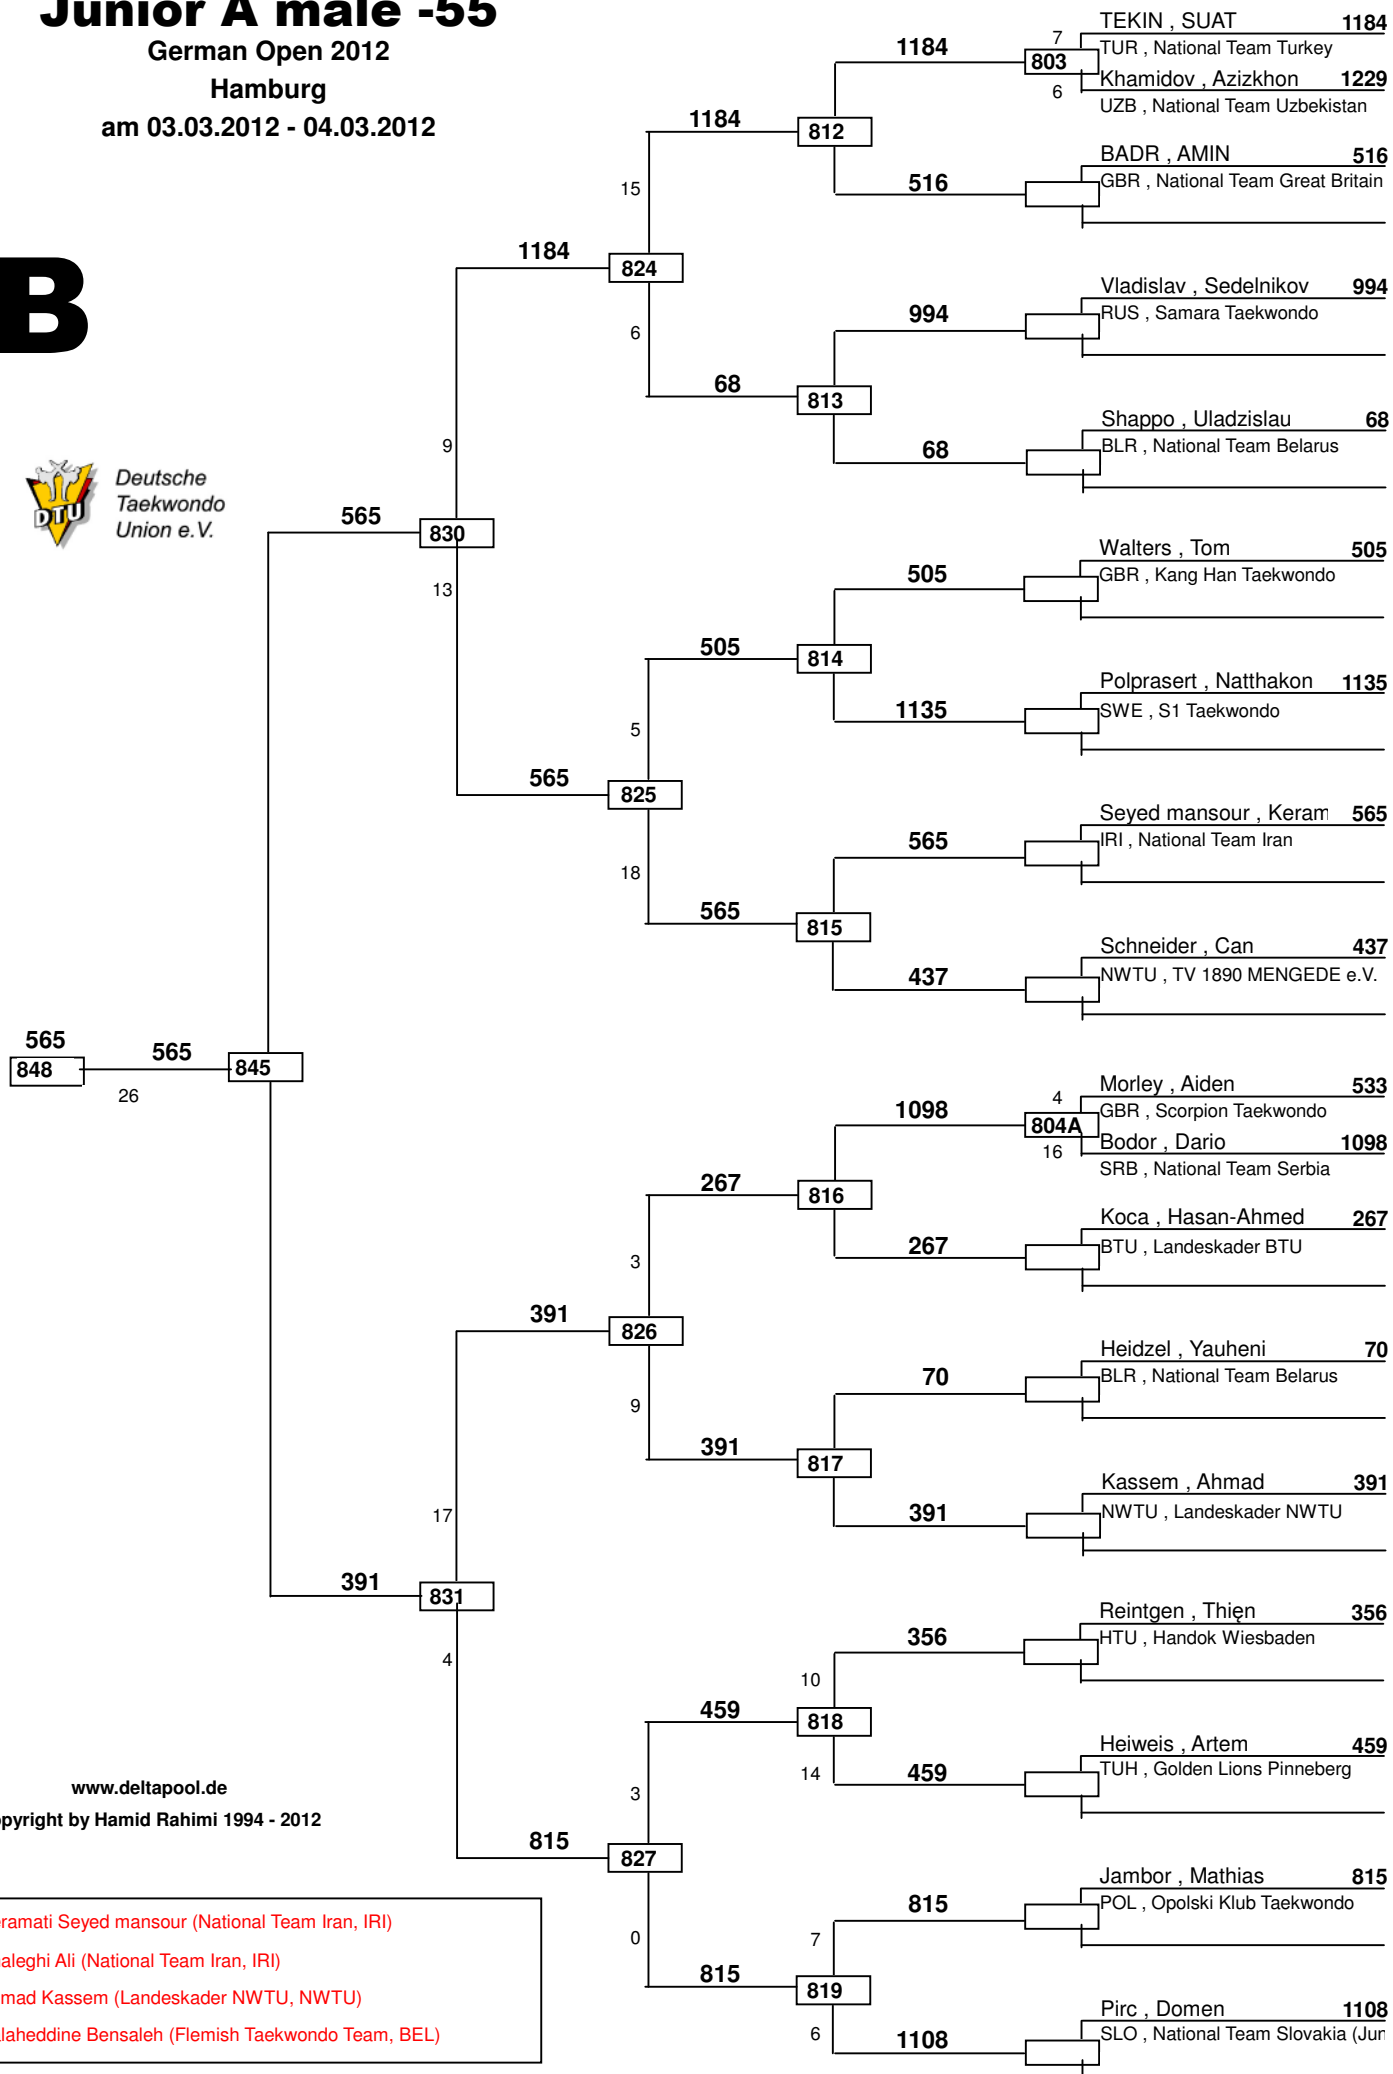 Junior A male -55
German Open 2012
Hamburg
am 03.03.2012 - 04.03.2012
B
DTU
Deutsche
Taekwondo
Union e.V.
TEKIN , SUAT 1184
7
TUR , National Team Turkey
1184
803
Khamidov , Azizkhon 1229
6
UZB , National Team Uzbekistan
1184
812
BADR , AMIN 516
GBR , National Team Great Britain
516
15
1184
824
Vladislav , Sedelnikov 994
RUS , Samara Taekwondo
994
6
68
813
Shappo , Uladzislau 68
BLR , National Team Belarus
68
9
565
830
13
Walters , Tom 505
GBR , Kang Han Taekwondo
505
505
814
Polprasert , Natthakon 1135
SWE , S1 Taekwondo
1135
5
565
825
Seyed mansour , Keram 565
IRI , National Team Iran
565
18
565
815
Schneider , Can 437
NWTU , TV 1890 MENGEDE e.V.
437
565
848
565
845
26
Morley , Aiden 533
4
GBR , Scorpion Taekwondo
1098
804A
Bodor , Dario 1098
16
SRB , National Team Serbia
267
816
Koca , Hasan-Ahmed 267
BTU , Landeskader BTU
267
3
391
826
Heidzel , Yauheni 70
BLR , National Team Belarus
70
9
391
817
Kassem , Ahmad 391
NWTU , Landeskader NWTU
391
17
391
831
4
Reintgen , Thięn 356
HTU , Handok Wiesbaden
356
10
459
818
14
Heiweis , Artem 459
TUH , Golden Lions Pinneberg
459
3
815
827
Jambor , Mathias 815
POL , Opolski Klub Taekwondo
815
0
7
815
819
6
Pirc , Domen 1108
SLO , National Team Slovakia (Jun
1108
www.deltapool.de
opyright by Hamid Rahimi 1994 - 2012
eramati Seyed mansour (National Team Iran, IRI)
aleghi Ali (National Team Iran, IRI)
mad Kassem (Landeskader NWTU, NWTU)
laheddine Bensaleh (Flemish Taekwondo Team, BEL)